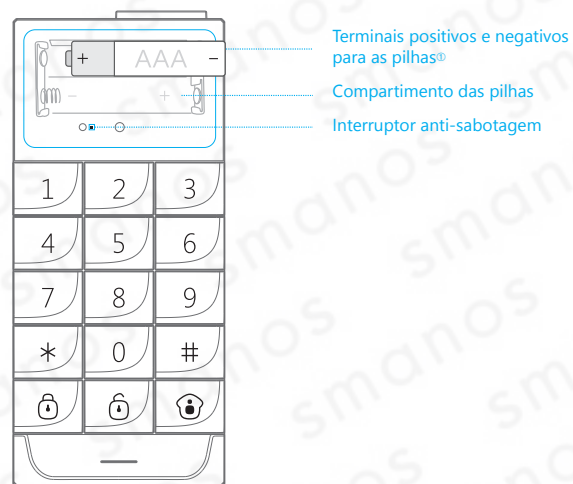 Terminais positivos e negativos
para as pilhas①
+ AAA −
Compartimento das pilhas
− +
Interruptor anti-sabotagem
1 2 3
4 5 6
7 8 9
* 0 #
smanos